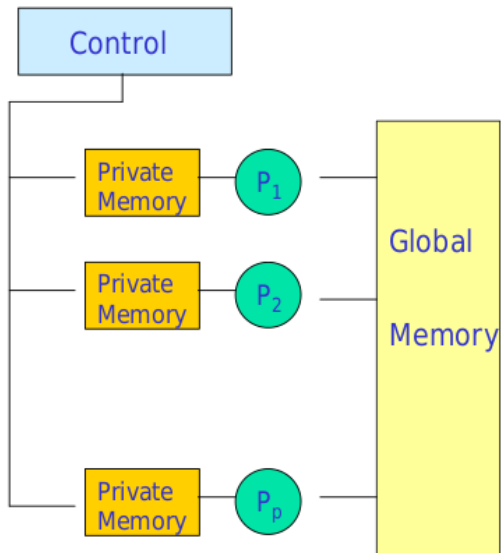 Control
Private
Memory
P₁
Global
Private
Memory
P₂
Memory
Private
Memory
Pₚ